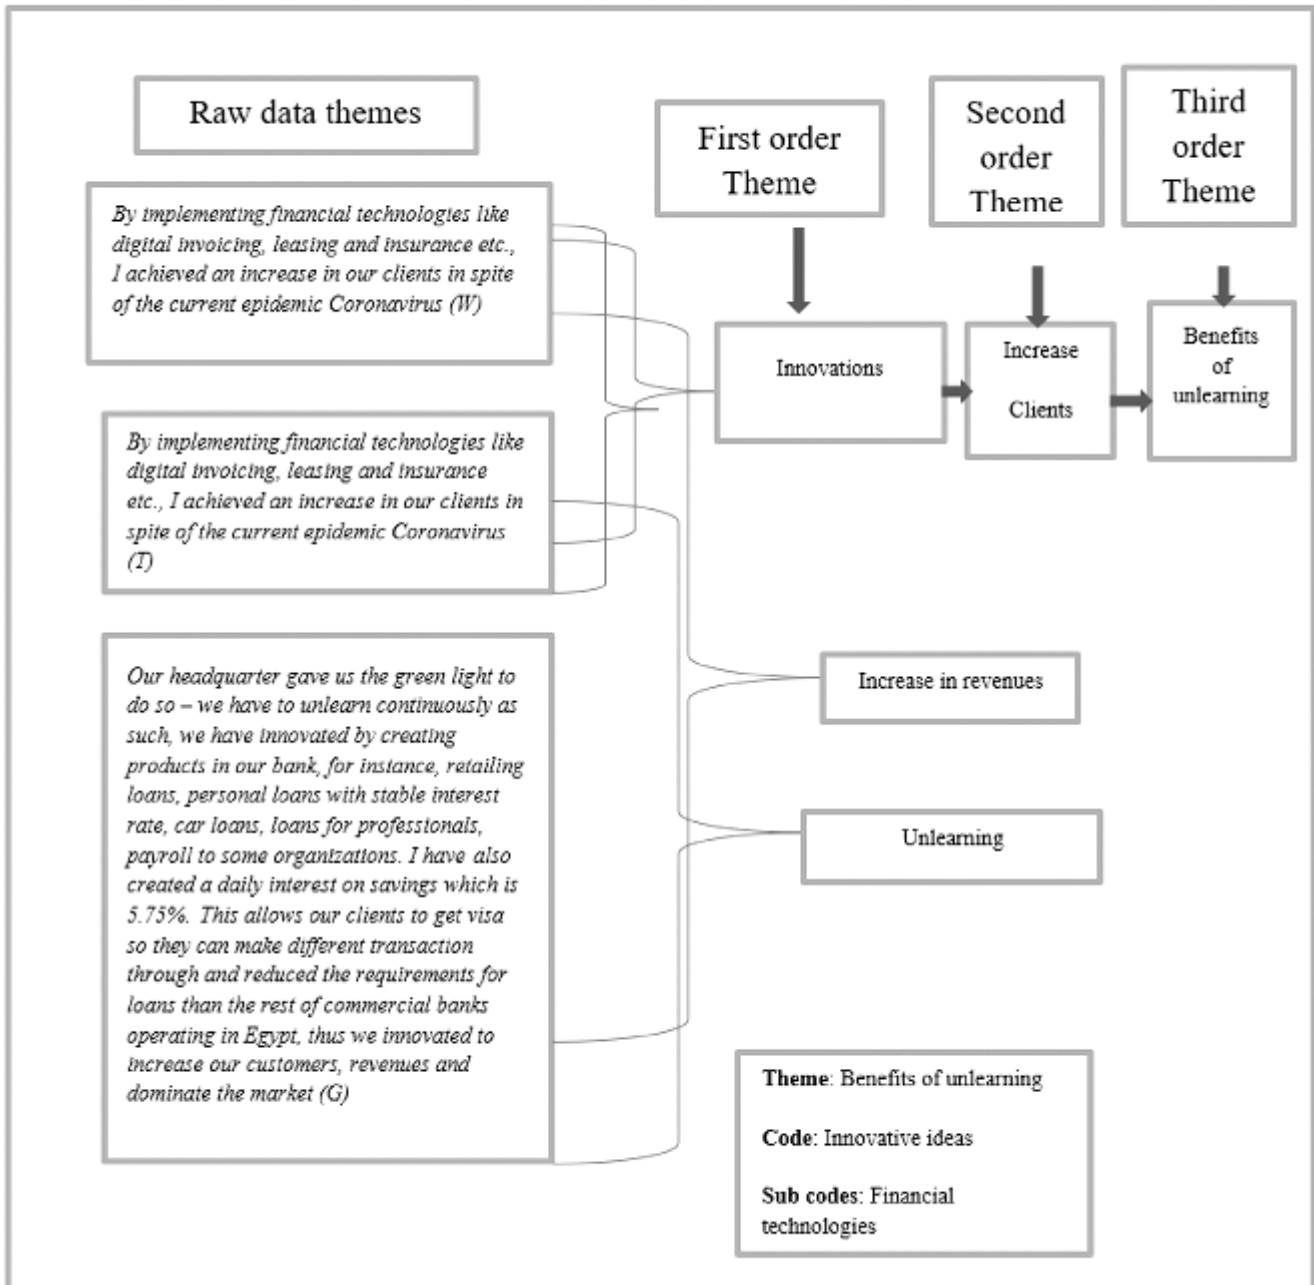 Raw data themes
First order
Theme
Second
order
Theme
Third
order
Theme
By implementing financial technologies like
digital invoicing, leasing and insurance etc.,
I achieved an increase in our clients in spite
of the current epidemic Coronavirus (W)
Innovations
Increase
Clients
Benefits
of
unlearning
By implementing financial technologies like
digital invoicing, leasing and insurance
etc., I achieved an increase in our clients in
spite of the current epidemic Coronavirus
(T)
Our headquarter gave us the green light to
do so – we have to unlearn continuously as
such, we have innovated by creating
products in our bank, for instance, retailing
loans, personal loans with stable interest
rate, car loans, loans for professionals,
payroll to some organizations. I have also
created a daily interest on savings which is
5.75%. This allows our clients to get visa
so they can make different transaction
through and reduced the requirements for
loans than the rest of commercial banks
operating in Egypt, thus we innovated to
increase our customers, revenues and
dominate the market (G)
Increase in revenues
Unlearning
Theme: Benefits of unlearning
Code: Innovative ideas
Sub codes: Financial
technologies